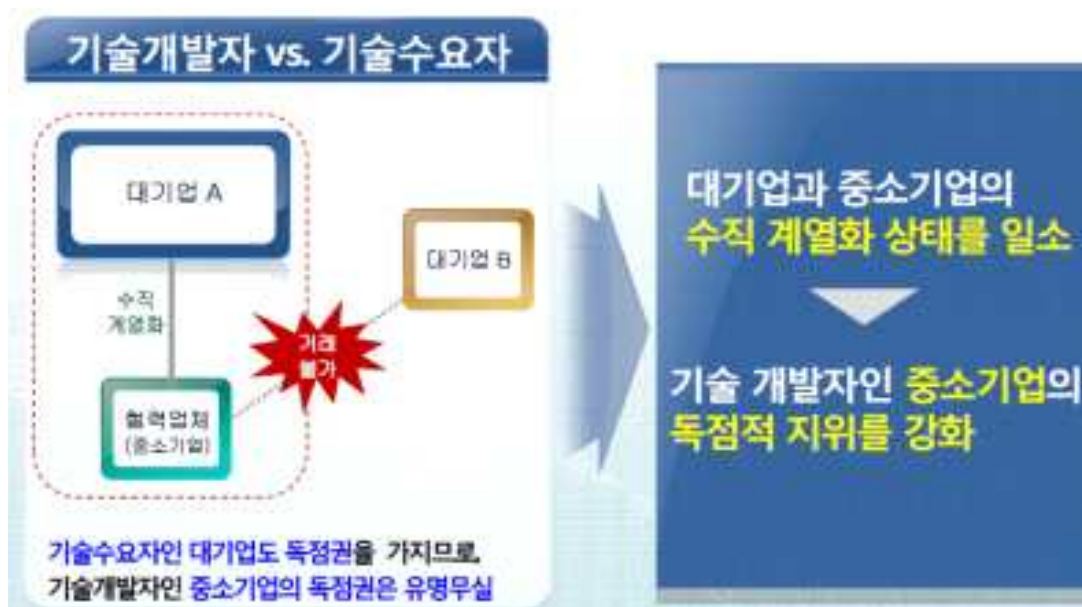 기술개발자 vs. 기술수요자
대기업 A
수직
계열화
대기업 B
거래
불가
협력업체
(중소기업)
기술수요자인 대기업도 독점권을 가지므로,
기술개발자인 중소기업의 독점권은 유명무실
대기업과 중소기업의
수직 계열화 상태를 일소
기술 개발자인 중소기업의
독점적 지위를 강화